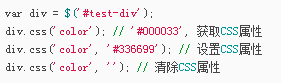 var div = $('#test-div');
div.css('color'); // '#000033', 获取CSS属性
div.css('color', '#336699'); // 设置CSS属性
div.css('color', ''); // 清除CSS属性